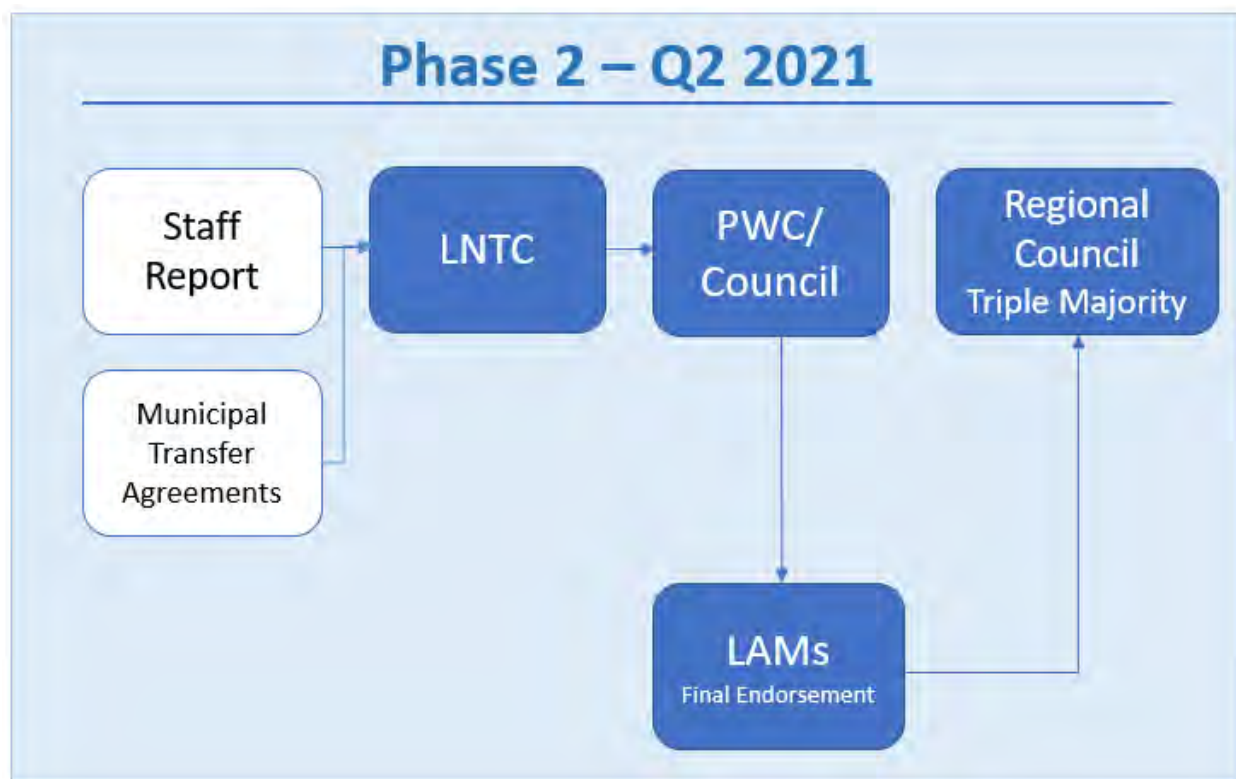 Phase 2 – Q2 2021
Staff
Report
LNTC
PWC/
Council
Regional
Council
Triple Majority
Municipal
Transfer
Agreements
LAMs
Final Endorsement